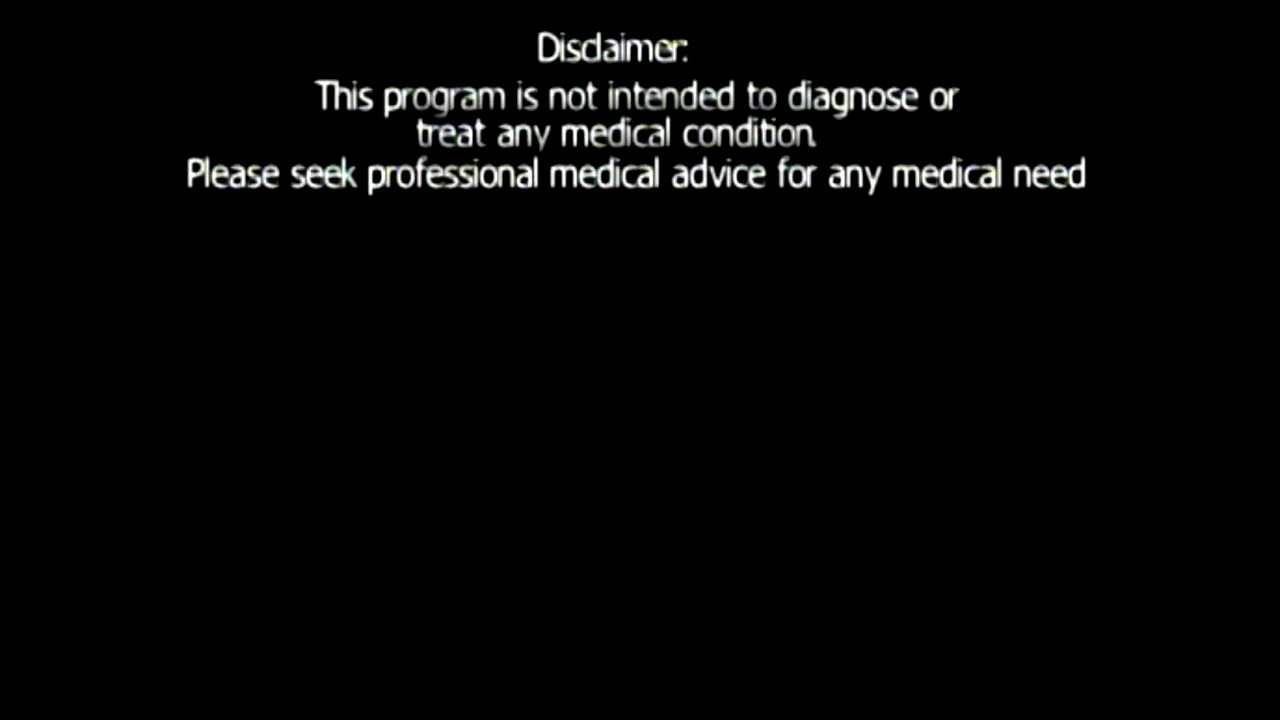 Disclaimer:
This program is not intended to diagnose or
treat any medical condition.
Please seek professional medical advice for any medical need